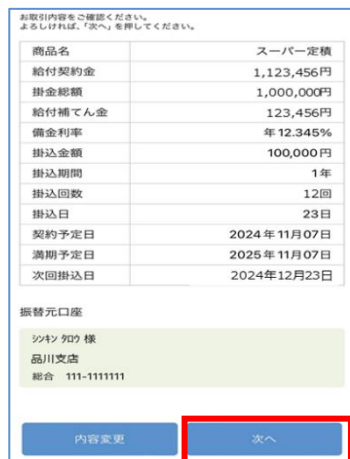 お取引内容をご確認ください。
よろしければ、「次へ」を押してください。
商品名 スーパー定積
給付契約金 1,123,456円
掛金総額 1,000,000円
給付補てん金 123,456円
備金利率 年12.345%
掛込金額 100,000円
掛込期間 1年
掛込回数 12回
掛込日 23日
契約予定日 2024年11月07日
満期予定日 2025年11月07日
次回掛込日 2024年12月23日
振替元口座
シンキン タロウ 様
品川支店
総合 111-1111111
内容変更 次へ